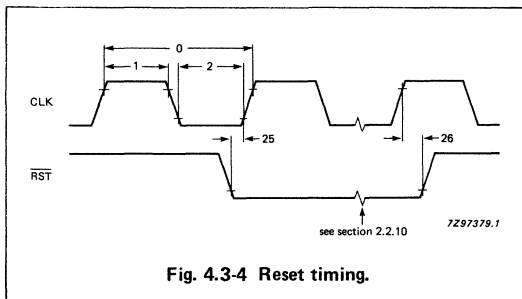 0
1
2
CLK
25
26
RST
see section 2.2.10
7Z97379.1
Fig. 4.3-4 Reset timing.